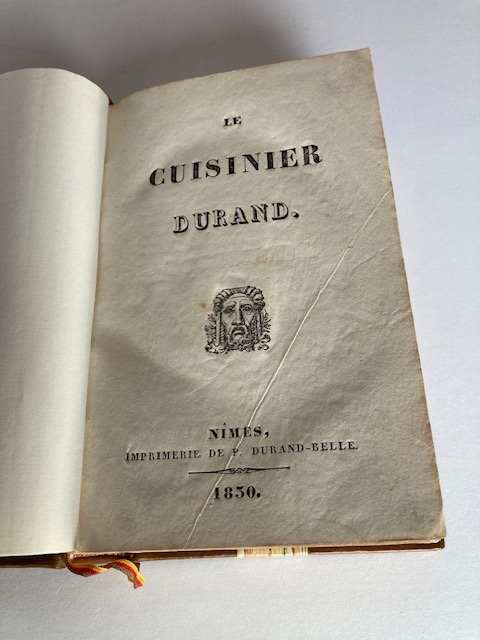 LE
CUISINIER
DURAND.
NÎMES,
IMPRIMERIE DE P. DURAND-BELLE.
1830.